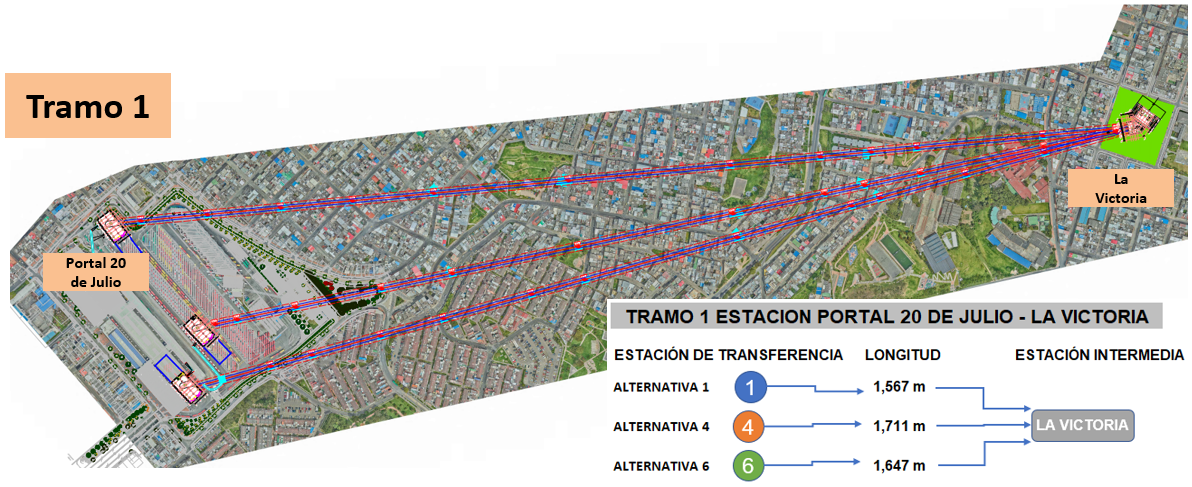 Tramo 1
La
Victoria
Portal 20
de Julio
TRAMO 1 ESTACION PORTAL 20 DE JULIO - LA VICTORIA
ESTACIÓN DE TRANSFERENCIA LONGITUD ESTACIÓN INTERMEDIA
ALTERNATIVA 1 1 1,567 m
ALTERNATIVA 4 4 1,711 m LA VICTORIA
ALTERNATIVA 6 6 1,647 m